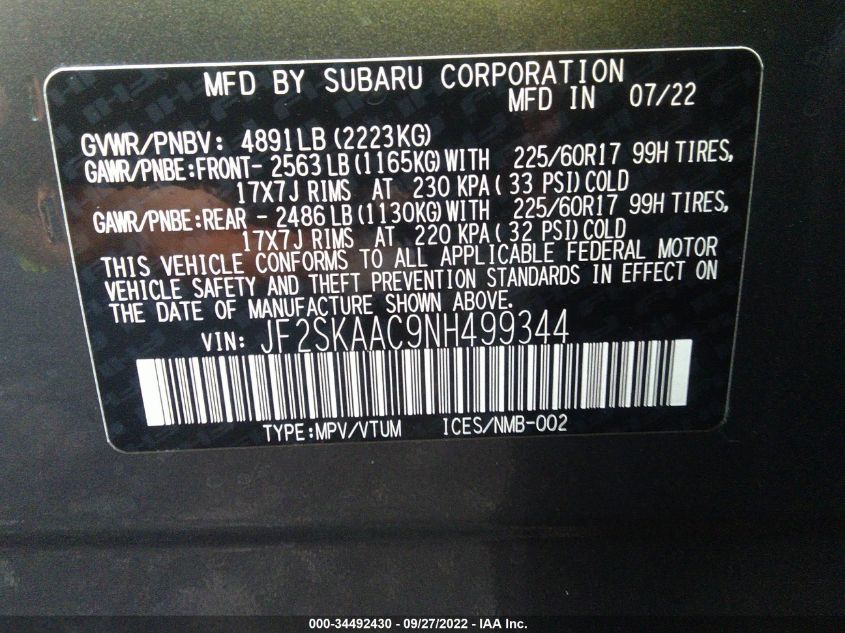 MFD BY SUBARU CORPORATION
MFD IN 07/22
GVWR/PNBV: 4891LB (2223KG)
GAWR/PNBE:FRONT- 2563 LB (1165KG) WITH 225/60R17 99H TIRES,
17X7J RIMS AT 230 KPA ( 33 PSI) COLD
GAWR/PNBE:REAR - 2486 LB (1130KG) WITH 225/60R17 99H TIRES,
17X7J RIMS AT 220 KPA ( 32 PSI) COLD
THIS VEHICLE CONFORMS TO ALL APPLICABLE FEDERAL MOTOR
VEHICLE SAFETY AND THEFT PREVENTION STANDARDS IN EFFECT ON
THE DATE OF MANUFACTURE SHOWN ABOVE.
VIN: JF2SKAAC9NH499344
TYPE:MPV/VTUM ICES/NMB-002
000-34492430 - 09/27/2022 - IAA Inc.